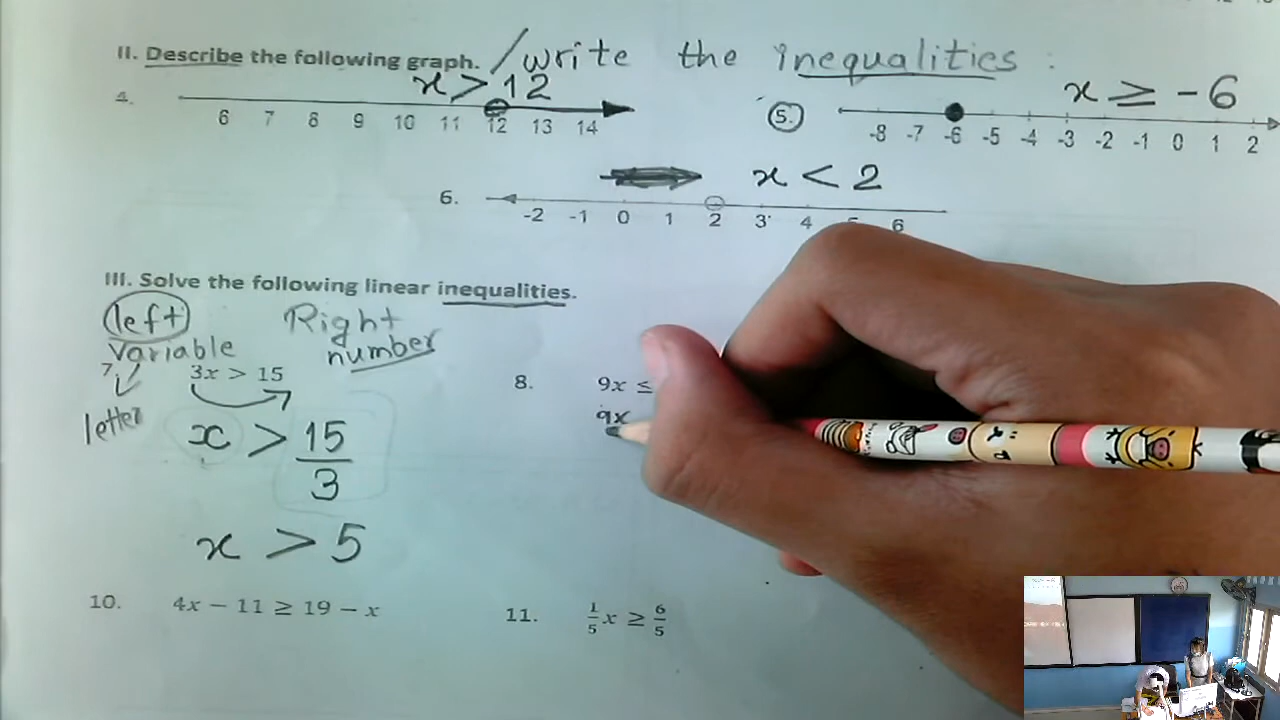 II. Describe the following graph. /write the inequalities :
4. x > 12
6 7 8 9 10 11 12 13 14
5. x ≥ -6
-8 -7 -6 -5 -4 -3 -2 -1 0 1 2
6. x < 2
-2 -1 0 1 2 3 4 6
III. Solve the following linear inequalities.
left Right
variable number
7. 3x > 15
letter
x > 15/3
x > 5
8. 9x ≤
9x
10. 4x − 11 ≥ 19 − x
11. 1/5 x ≥ 6/5